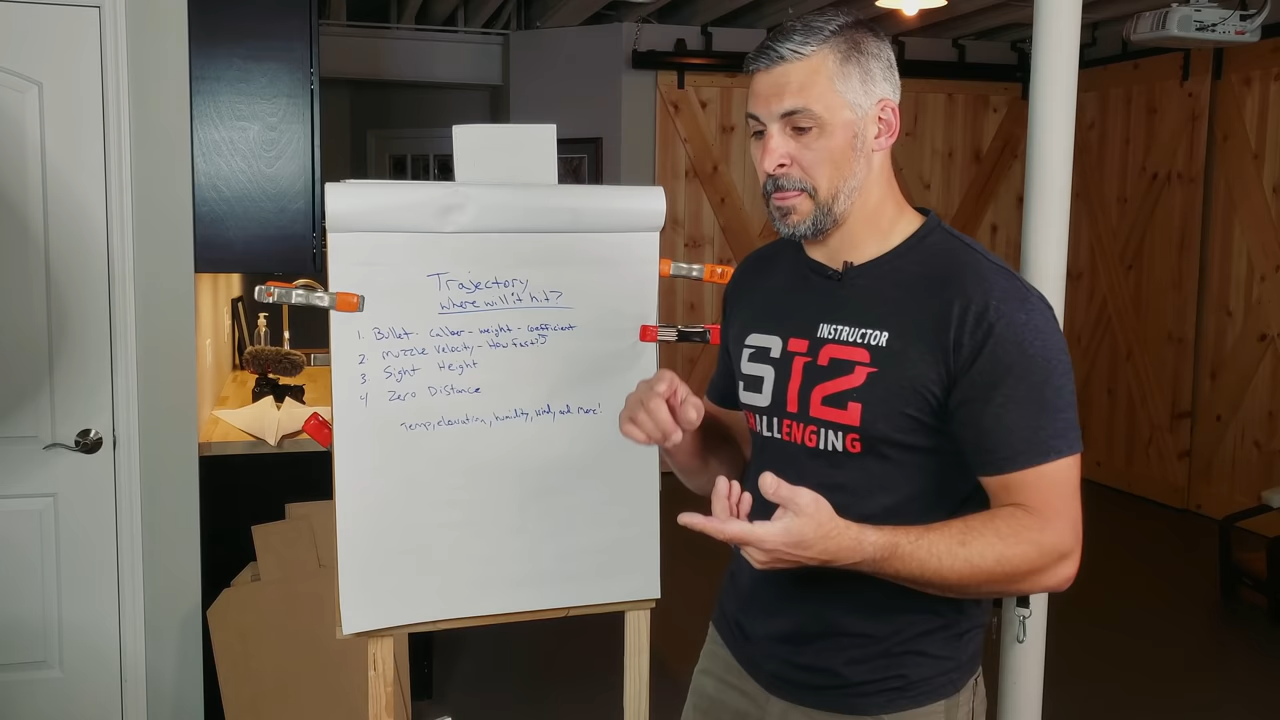 Trajectory
where will it hit?
1. Bullet - caliber - weight - coefficient
2. Muzzle Velocity - How Fast??
3. Sight Height
4 Zero Distance
Temp, elevation, humidity, wind, and more!
INSTRUCTOR
S12
CHALLENGING